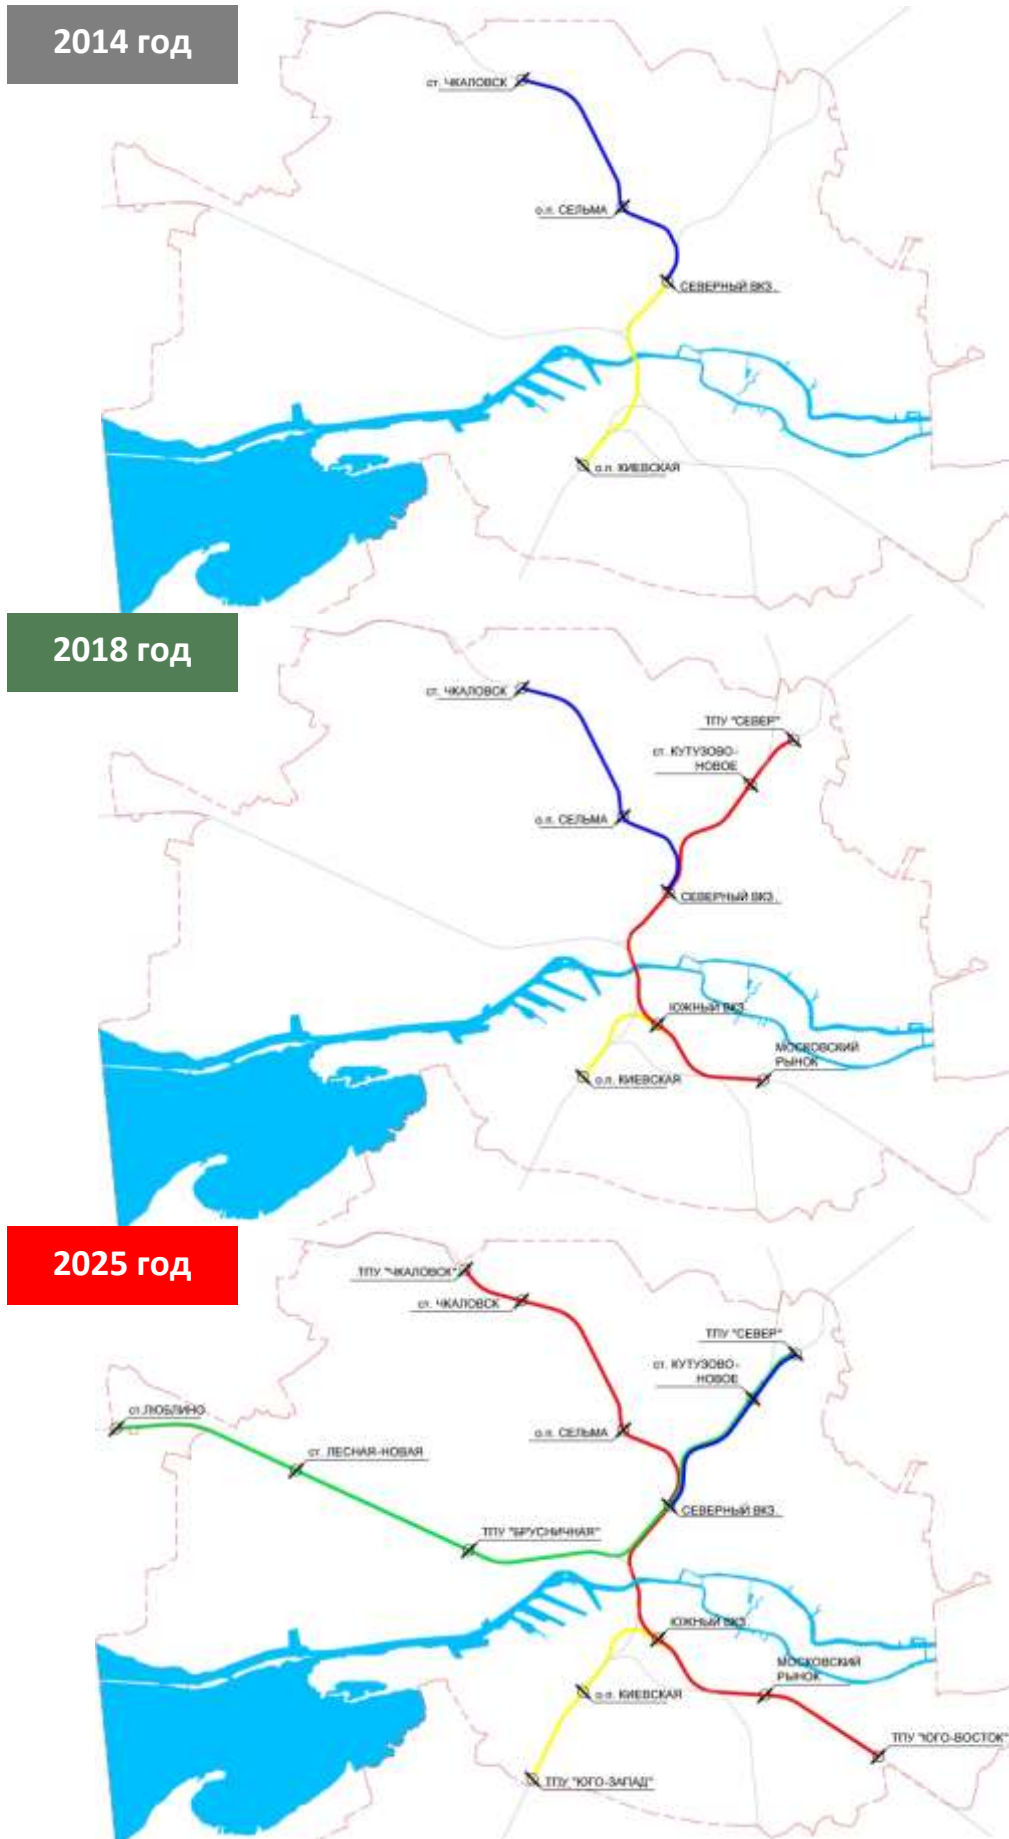 2014 год
ст. ЧКАЛОВСК
о.п. СЕЛЬМА
СЕВЕРНЫЙ ВКЗ.
о.п. КИЕВСКАЯ
2018 год
ст. ЧКАЛОВСК
ТПУ "СЕВЕР"
ст. КУТУЗОВО-
НОВОЕ
о.п. СЕЛЬМА
СЕВЕРНЫЙ ВКЗ.
ЮЖНЫЙ ВКЗ
МОСКОВСКИЙ
РЫНОК
о.п. КИЕВСКАЯ
2025 год
ТПУ "ЧКАЛОВСК"
ст. ЧКАЛОВСК
ТПУ "СЕВЕР"
ст. КУТУЗОВО-
НОВОЕ
ст.ЛЮБЛИНО
о.п. СЕЛЬМА
ст. ЛЕСНАЯ-НОВАЯ
СЕВЕРНЫЙ ВКЗ.
ТПУ "БРУСНИЧНАЯ"
ЮЖНЫЙ ВКЗ
МОСКОВСКИЙ
РЫНОК
о.п. КИЕВСКАЯ
ТПУ "ЮГО-ВОСТОК"
ТПУ "ЮГО-ЗАПАД"